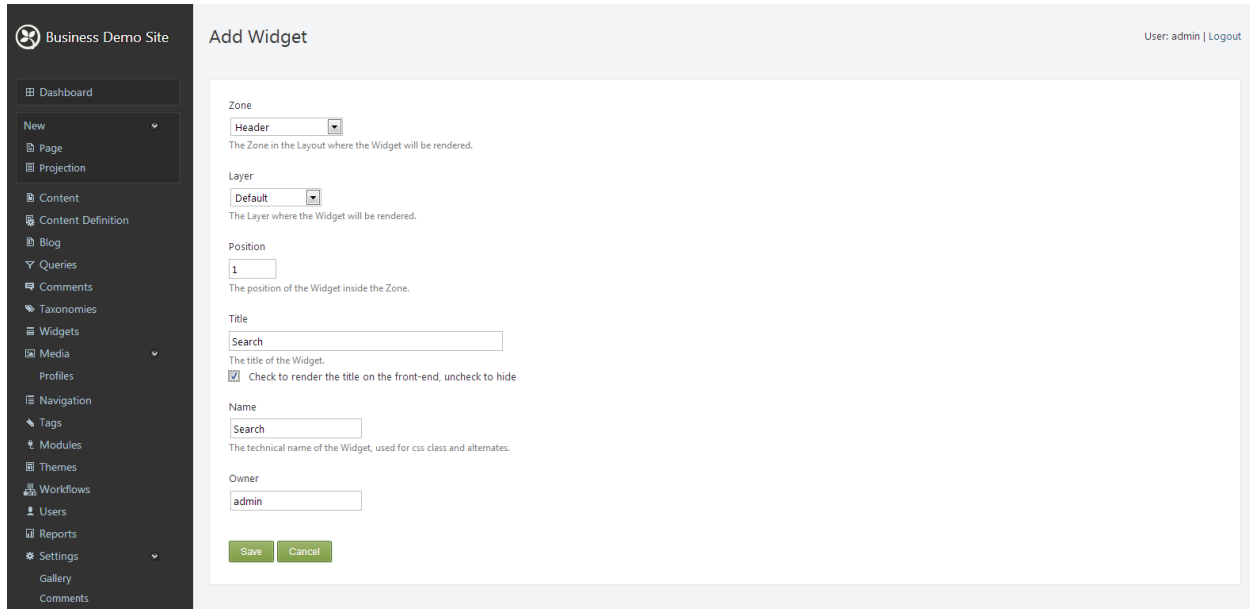 Business Demo Site
Add Widget
User: admin | Logout
Dashboard
New
Page
Projection
Content
Content Definition
Blog
Queries
Comments
Taxonomies
Widgets
Media
Profiles
Navigation
Tags
Modules
Themes
Workflows
Users
Reports
Settings
Gallery
Comments
Zone
Header
The Zone in the Layout where the Widget will be rendered.
Layer
Default
The Layer where the Widget will be rendered.
Position
1
The position of the Widget inside the Zone.
Title
Search
The title of the Widget.
Check to render the title on the front-end, uncheck to hide
Name
Search
The technical name of the Widget, used for css class and alternates.
Owner
admin
Save Cancel